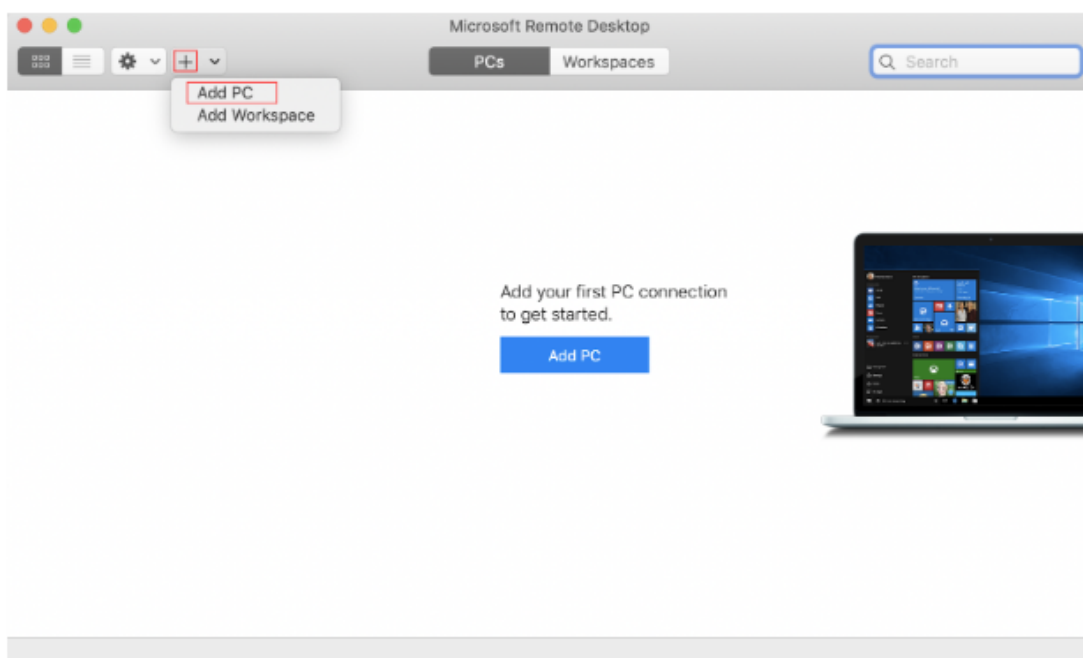 Microsoft Remote Desktop
PCs
Workspaces
Search
Add PC
Add Workspace
Add your first PC connection
to get started.
Add PC